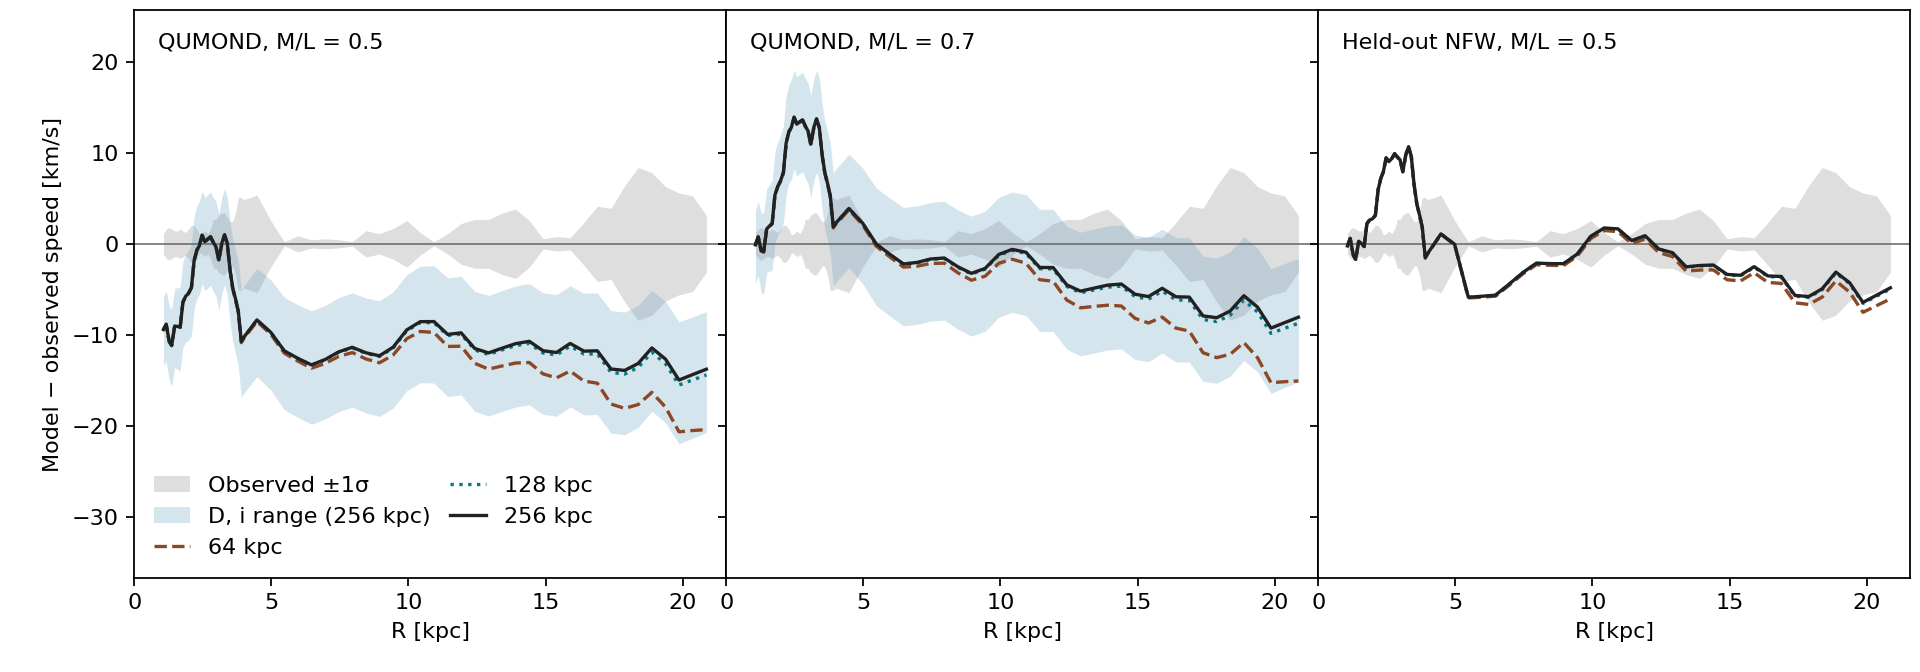 QUMOND, M/L = 0.5
QUMOND, M/L = 0.7
Held-out NFW, M/L = 0.5
Model − observed speed [km/s]
20
10
0
−10
−20
−30
Observed ±1σ
D, i range (256 kpc)
64 kpc
128 kpc
256 kpc
0 5 10 15 20
0 5 10 15 20
0 5 10 15 20
R [kpc]
R [kpc]
R [kpc]